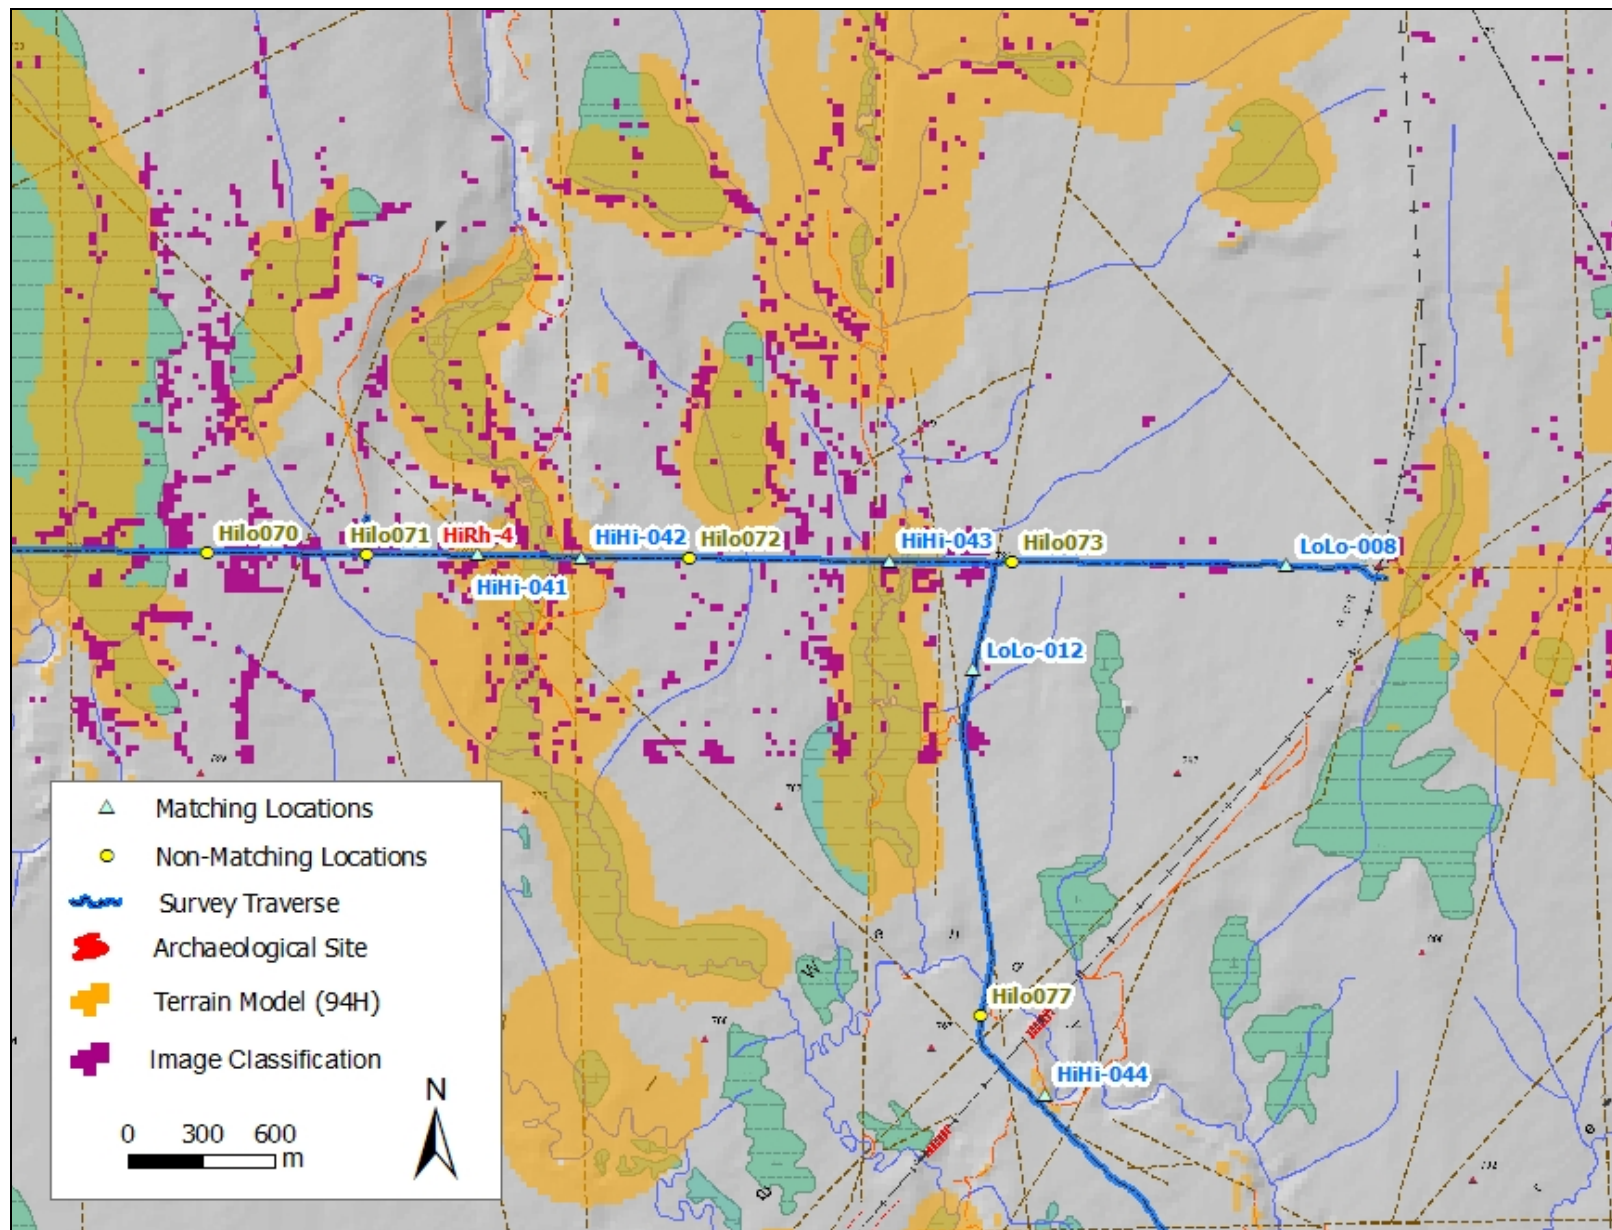 Hilo070
Hilo071
HiRh-4
HiHi-041
HiHi-042
Hilo072
HiHi-043
Hilo073
LoLo-008
LoLo-012
Hilo077
HiHi-044
Matching Locations
Non-Matching Locations
Survey Traverse
Archaeological Site
Terrain Model (94H)
Image Classification
N
0 300 600
m